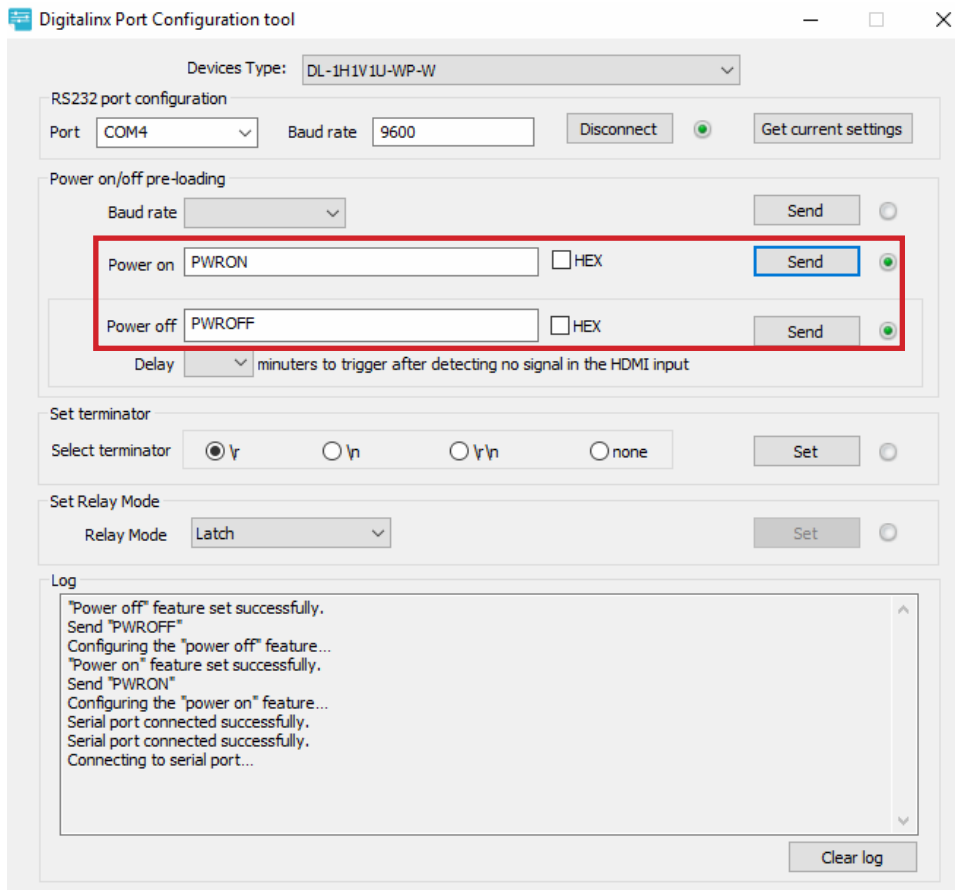 Digitalinx Port Configuration tool
Devices Type: DL-1H1V1U-WP-W
RS232 port configuration
Port COM4 Baud rate 9600 Disconnect Get current settings
Power on/off pre-loading
Baud rate Send
Power on PWRON HEX Send
Power off PWROFF HEX Send
Delay minuters to trigger after detecting no signal in the HDMI input
Set terminator
Select terminator \r \n \r\n none Set
Set Relay Mode
Relay Mode Latch Set
Log
"Power off" feature set successfully.
Send "PWROFF"
Configuring the "power off" feature...
"Power on" feature set successfully.
Send "PWRON"
Configuring the "power on" feature...
Serial port connected successfully.
Serial port connected successfully.
Connecting to serial port...
Clear log